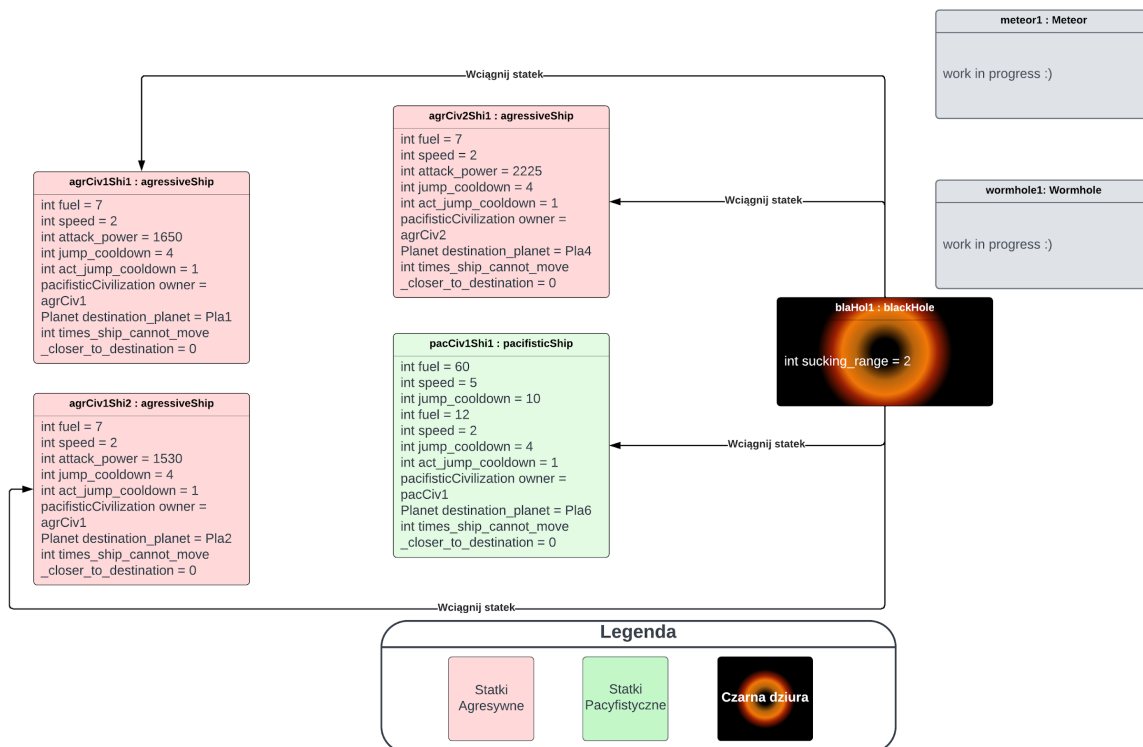 meteor1 : Meteor
work in progress :)
Wciągnij statek
agrCiv2Shi1 : agressiveShip
int fuel = 7
int speed = 2
int attack_power = 2225
int jump_cooldown = 4
int act_jump_cooldown = 1
pacifisticCivilization owner =
agrCiv2
Planet destination_planet = Pla4
int times_ship_cannot_move
_closer_to_destination = 0
agrCiv1Shi1 : agressiveShip
int fuel = 7
int speed = 2
int attack_power = 1650
int jump_cooldown = 4
int act_jump_cooldown = 1
pacifisticCivilization owner =
agrCiv1
Planet destination_planet = Pla1
int times_ship_cannot_move
_closer_to_destination = 0
Wciągnij statek
wormhole1: Wormhole
work in progress :)
blaHol1 : blackHole
int sucking_range = 2
pacCiv1Shi1 : pacifisticShip
int fuel = 60
int speed = 5
int jump_cooldown = 10
int fuel = 12
int speed = 2
int jump_cooldown = 4
int act_jump_cooldown = 1
pacifisticCivilization owner =
pacCiv1
Planet destination_planet = Pla6
int times_ship_cannot_move
_closer_to_destination = 0
Wciągnij statek
agrCiv1Shi2 : agressiveShip
int fuel = 7
int speed = 2
int attack_power = 1530
int jump_cooldown = 4
int act_jump_cooldown = 1
pacifisticCivilization owner =
agrCiv1
Planet destination_planet = Pla2
int times_ship_cannot_move
_closer_to_destination = 0
Wciągnij statek
Legenda
Statki
Agresywne
Statki
Pacyfistyczne
Czarna dziura